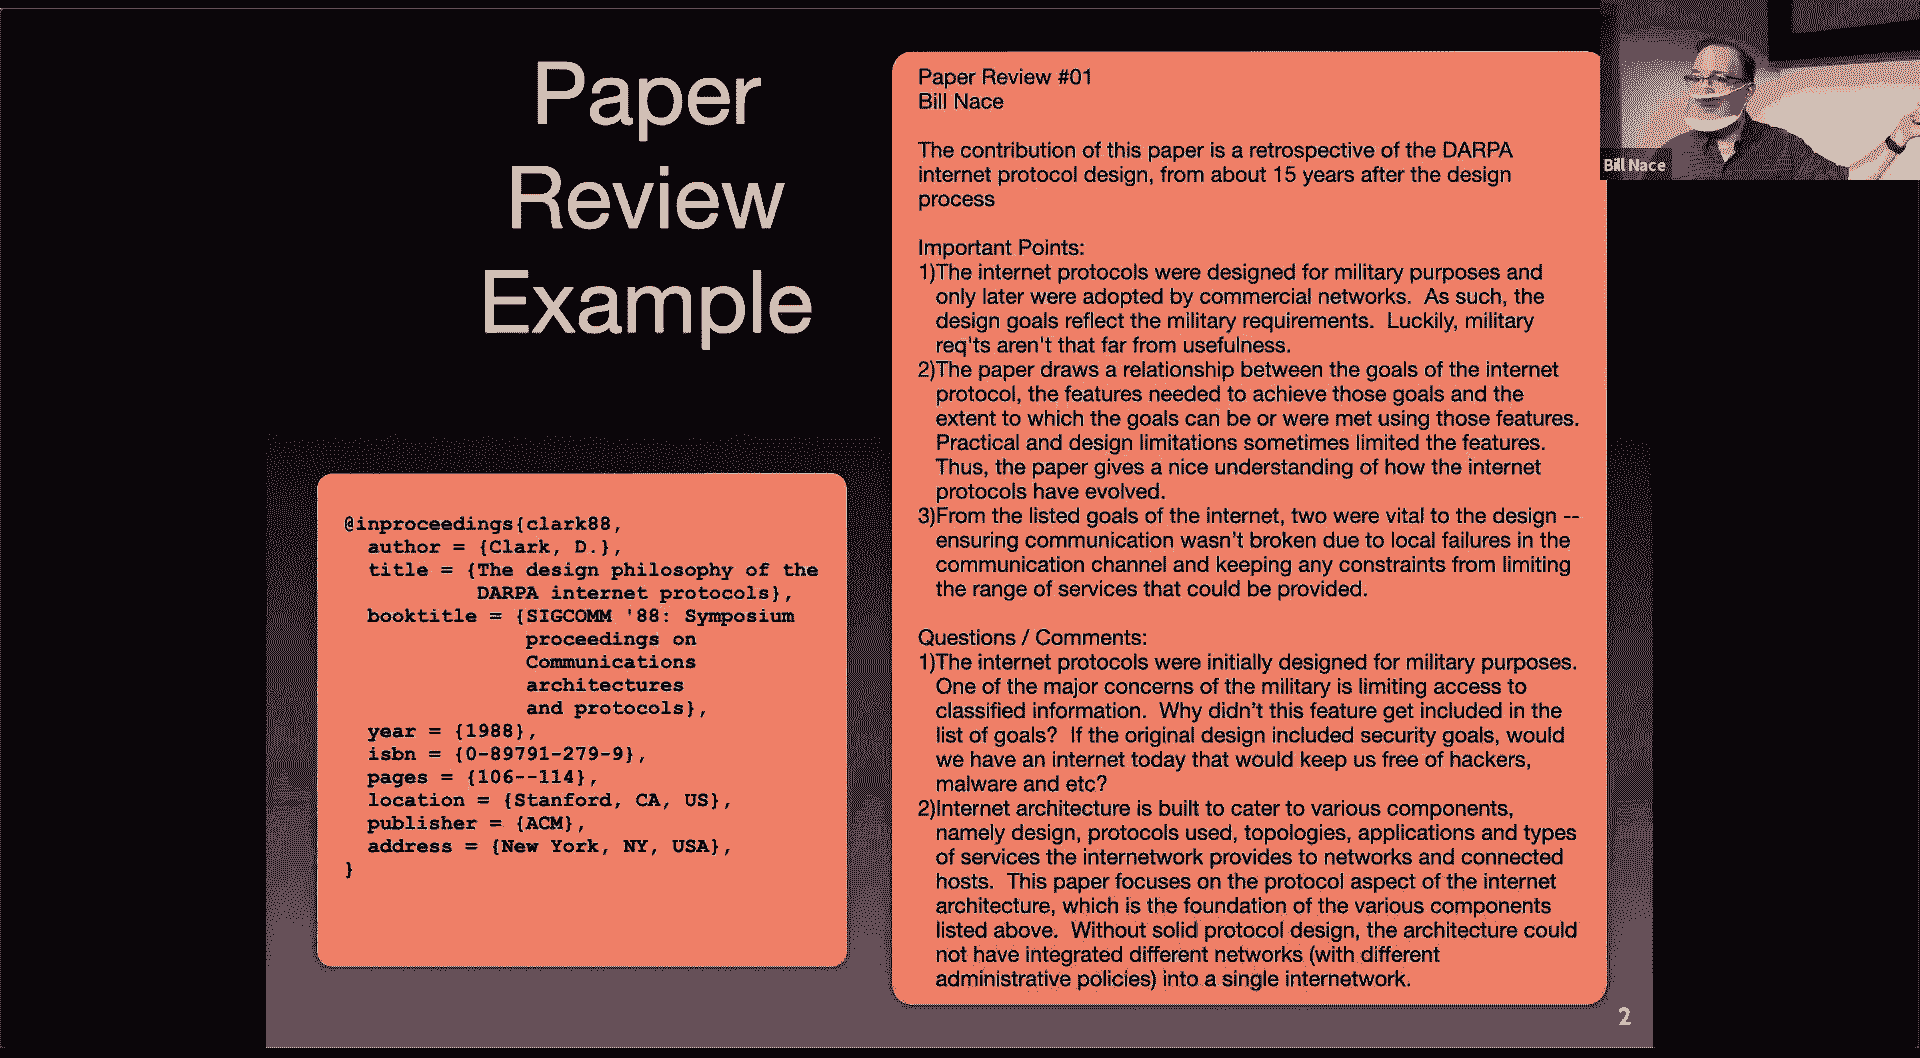 Paper
Review
Example
@inproceedings{clark88,
author = {Clark, D.},
title = {The design philosophy of the
DARPA internet protocols},
booktitle = {SIGCOMM '88: Symposium
proceedings on
Communications
architectures
and protocols},
year = {1988},
isbn = {0-89791-279-9},
pages = {106--114},
location = {Stanford, CA, US},
publisher = {ACM},
address = {New York, NY, USA},
}
Paper Review #01
Bill Nace
The contribution of this paper is a retrospective of the DARPA
internet protocol design, from about 15 years after the design
process
Important Points:
1)The internet protocols were designed for military purposes and
only later were adopted by commercial networks.  As such, the
design goals reflect the military requirements.  Luckily, military
req'ts aren't that far from usefulness.
2)The paper draws a relationship between the goals of the internet
protocol, the features needed to achieve those goals and the
extent to which the goals can be or were met using those features.
Practical and design limitations sometimes limited the features.
Thus, the paper gives a nice understanding of how the internet
protocols have evolved.
3)From the listed goals of the internet, two were vital to the design --
ensuring communication wasn't broken due to local failures in the
communication channel and keeping any constraints from limiting
the range of services that could be provided.
Questions / Comments:
1)The internet protocols were initially designed for military purposes.
One of the major concerns of the military is limiting access to
classified information.  Why didn't this feature get included in the
list of goals?  If the original design included security goals, would
we have an internet today that would keep us free of hackers,
malware and etc?
2)Internet architecture is built to cater to various components,
namely design, protocols used, topologies, applications and types
of services the internetwork provides to networks and connected
hosts.  This paper focuses on the protocol aspect of the internet
architecture, which is the foundation of the various components
listed above.  Without solid protocol design, the architecture could
not have integrated different networks (with different
administrative policies) into a single internetwork.
Bill Nace
2